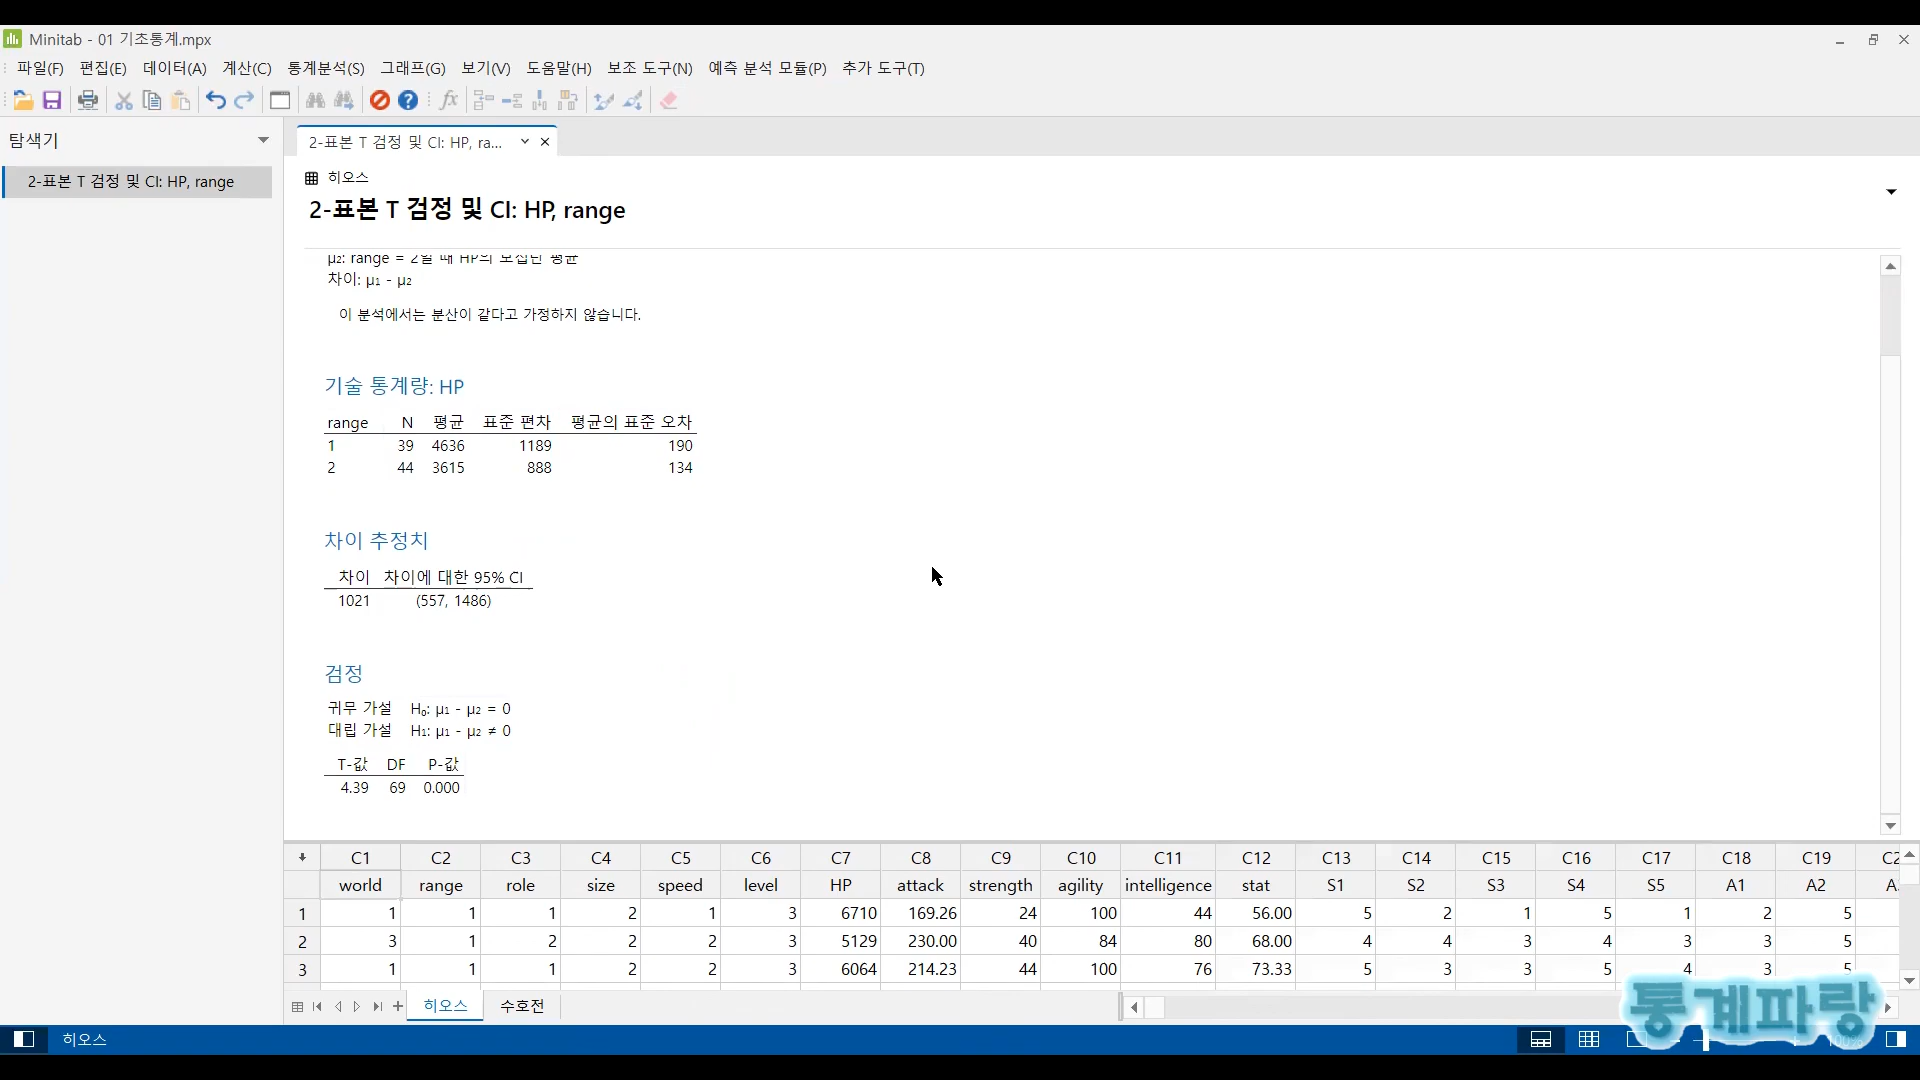 Minitab - 01 기초통계.mpx
파일(F) 편집(E) 데이터(A) 계산(C) 통계분석(S) 그래프(G) 보기(V) 도움말(H) 보조 도구(N) 예측 분석 모듈(P) 추가 도구(T)
탐색기
2-표본 T 검정 및 CI: HP, ra...
2-표본 T 검정 및 CI: HP, range
히오스
2-표본 T 검정 및 CI: HP, range
μ₂: range = 2일 때 HP의 모집단 평균
차이: μ₁ - μ₂
이 분석에서는 분산이 같다고 가정하지 않습니다.
기술 통계량: HP
range N 평균 표준 편차 평균의 표준 오차
1 39 4636 1189 190
2 44 3615 888 134
차이 추정치
차이 차이에 대한 95% CI
1021 (557, 1486)
검정
귀무 가설 H₀: μ₁ - μ₂ = 0
대립 가설 H₁: μ₁ - μ₂ ≠ 0
T-값 DF P-값
4.39 69 0.000
C1 C2 C3 C4 C5 C6 C7 C8 C9 C10 C11 C12 C13 C14 C15 C16 C17 C18 C19
world range role size speed level HP attack strength agility intelligence stat S1 S2 S3 S4 S5 A1 A2
1 1 1 1 2 1 3 6710 169.26 24 100 44 56.00 5 2 1 5 1 2 5
2 3 1 2 2 2 3 5129 230.00 40 84 80 68.00 4 4 3 4 3 3 5
3 1 1 1 2 2 3 6064 214.23 44 100 76 73.33 5 3 3 5 4 3 5
히오스 수호전
통계파랑
히오스